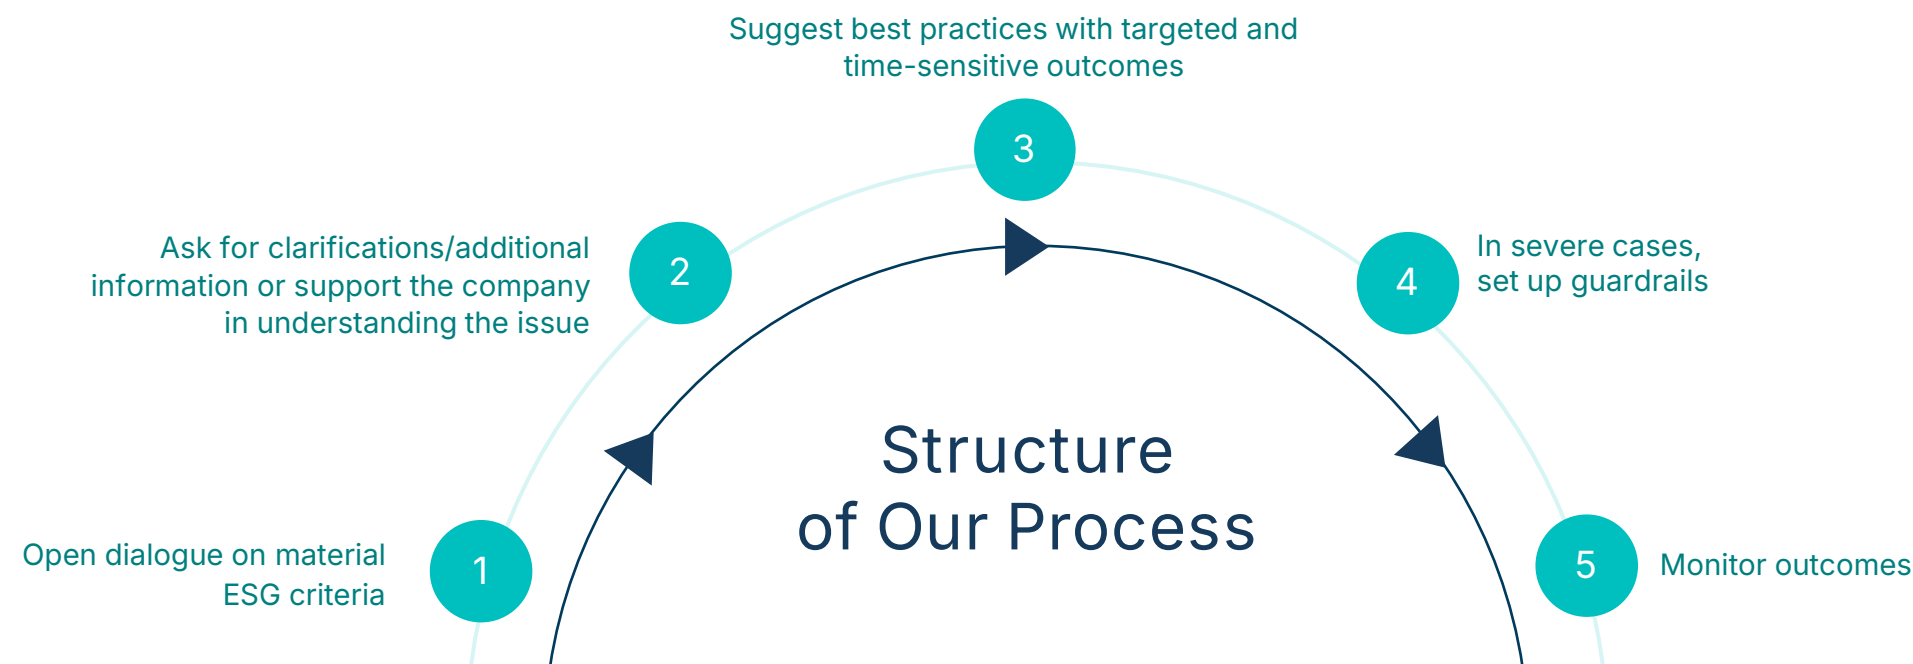 Suggest best practices with targeted and
time-sensitive outcomes
3
Ask for clarifications/additional
information or support the company
in understanding the issue
2
4
In severe cases,
set up guardrails
Structure
of Our Process
Open dialogue on material
ESG criteria
1
5
Monitor outcomes